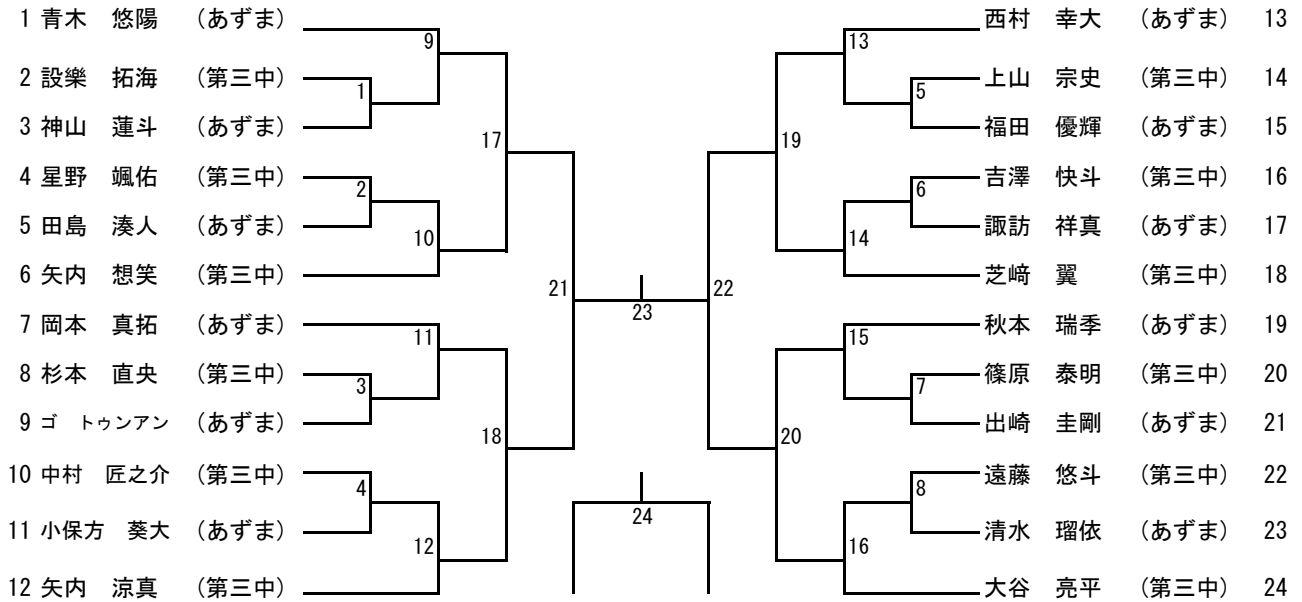 1 青木 悠陽 （あずま）
2 設樂 拓海 （第三中）
3 神山 蓮斗 （あずま）
4 星野 颯佑 （第三中）
5 田島 湊人 （あずま）
6 矢内 想笑 （第三中）
7 岡本 真拓 （あずま）
8 杉本 直央 （第三中）
9 ゴ トゥンアン （あずま）
10 中村 匠之介 （第三中）
11 小保方 葵大 （あずま）
12 矢内 涼真 （第三中）
9
1
17
2
10
21
11
3
18
4
12
23
24
13
5
19
6
14
22
15
7
20
8
16
西村 幸大 （あずま） 13
上山 宗史 （第三中） 14
福田 優輝 （あずま） 15
吉澤 快斗 （第三中） 16
諏訪 祥真 （あずま） 17
芝﨑 翼 （第三中） 18
秋本 瑞季 （あずま） 19
篠原 泰明 （第三中） 20
出崎 圭剛 （あずま） 21
遠藤 悠斗 （第三中） 22
清水 瑠依 （あずま） 23
大谷 亮平 （第三中） 24